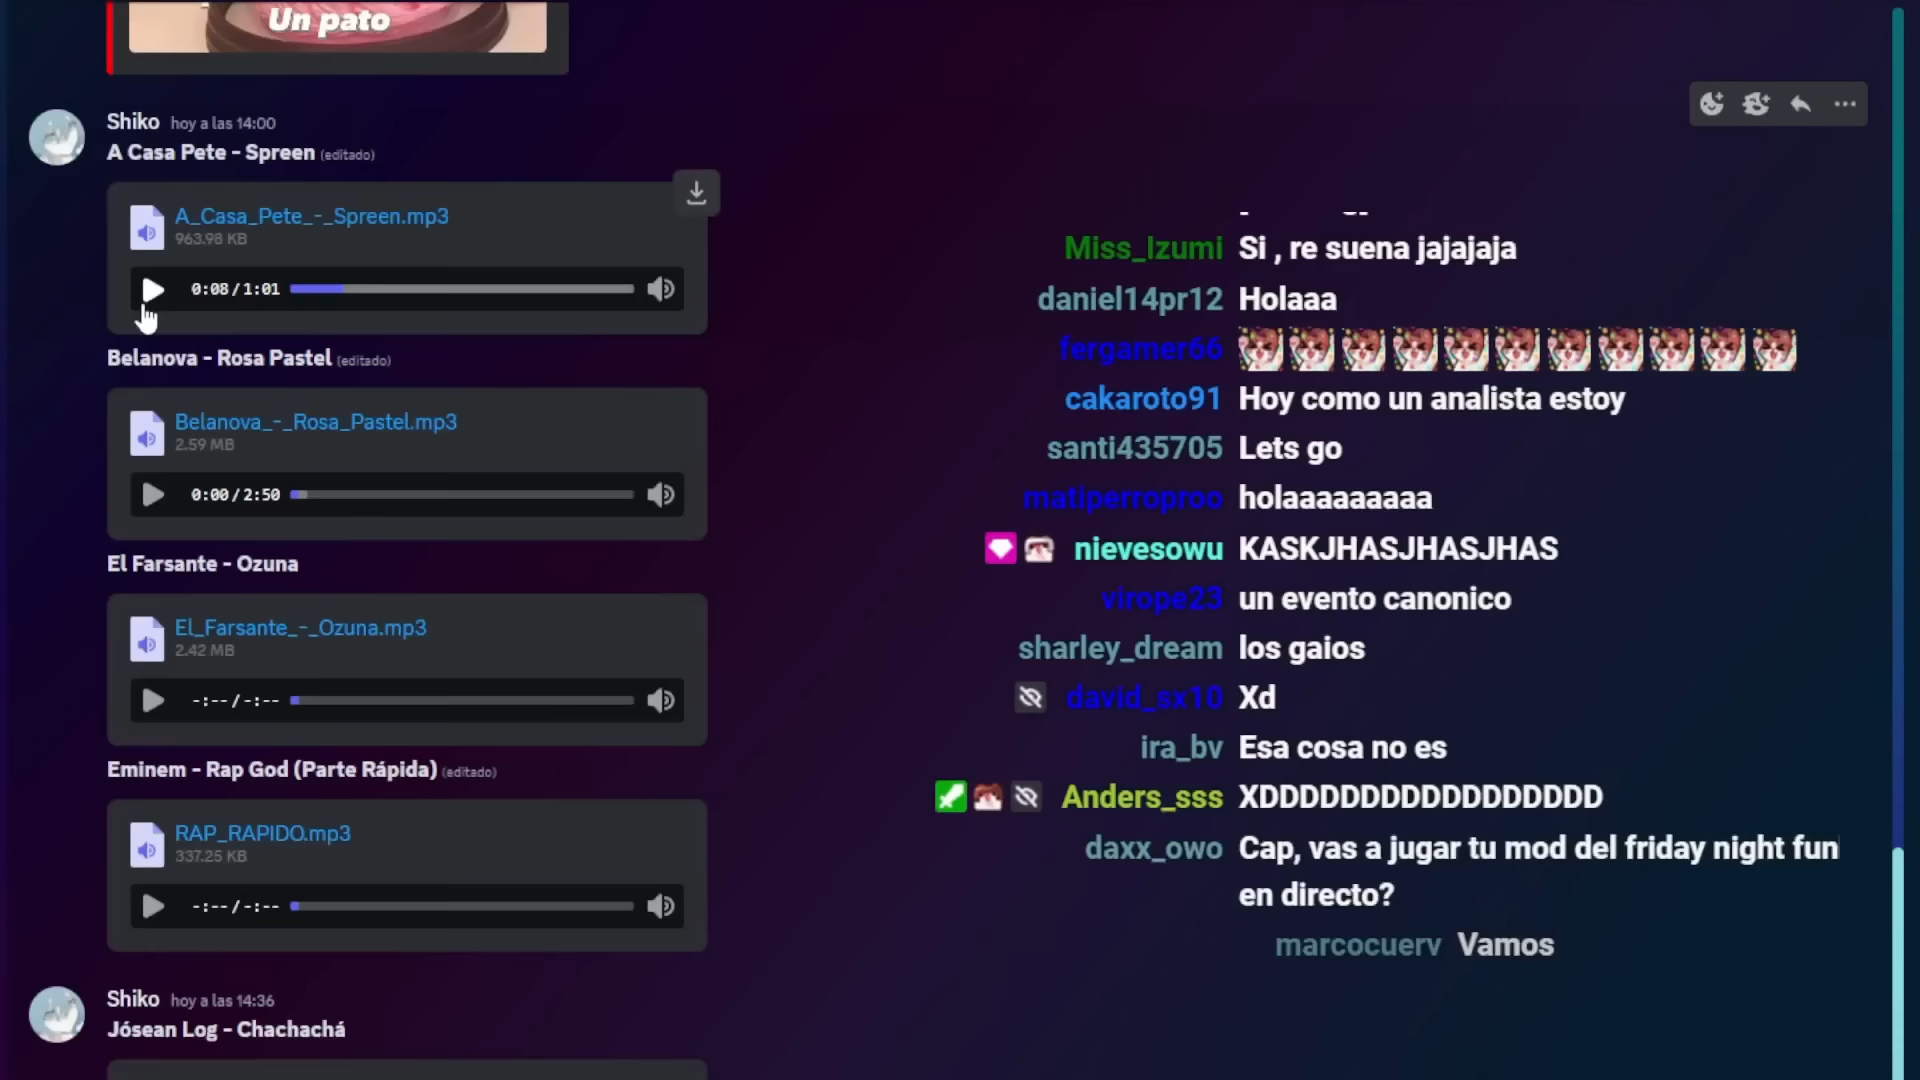 Un pato
Shiko hoy a las 14:00
A Casa Pete - Spreen (editado)
A_Casa_Pete_-_Spreen.mp3
963.98 KB
0:08/1:01
Belanova - Rosa Pastel (editado)
Belanova_-_Rosa_Pastel.mp3
2.59 MB
0:00/2:50
El Farsante - Ozuna
El_Farsante_-_Ozuna.mp3
2.42 MB
-:--/-:--
Eminem - Rap God (Parte Rápida) (editado)
RAP_RAPIDO.mp3
337.25 KB
-:--/-:--
Shiko hoy a las 14:36
Jósean Log - Chachachá
Miss_Izumi Si , re suena jajajaja
daniel14pr12 Holaaa
fergamer66
cakaroto91 Hoy como un analista estoy
santi435705 Lets go
matiperroproo holaaaaaaaaa
nievesowu KASKJHASJHASJHAS
virope23 un evento canonico
sharley_dream los gaios
david_sx10 Xd
ira_bv Esa cosa no es
Anders_sss XDDDDDDDDDDDDDDDDD
daxx_owo Cap, vas a jugar tu mod del friday night fun
en directo?
marcocuerv Vamos